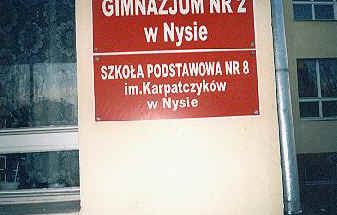 GIMNAZJUM NR 2
w Nysie
SZKOŁA PODSTAWOWA NR 8
im.Karpatczyków
w Nysie